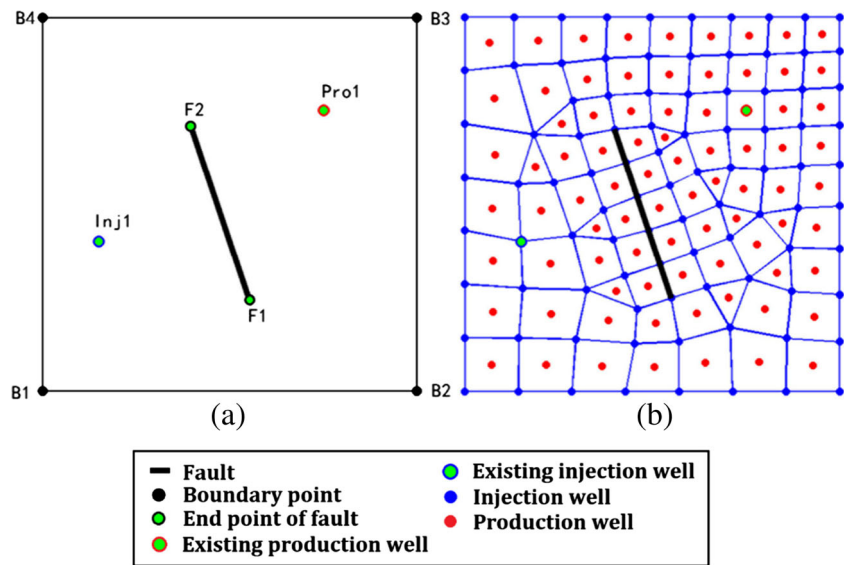 B4
B3
Pro1
F2
Inj1
F1
B1
B2
(a)
(b)
Fault
Boundary point
End point of fault
Existing production well
Existing injection well
Injection well
Production well